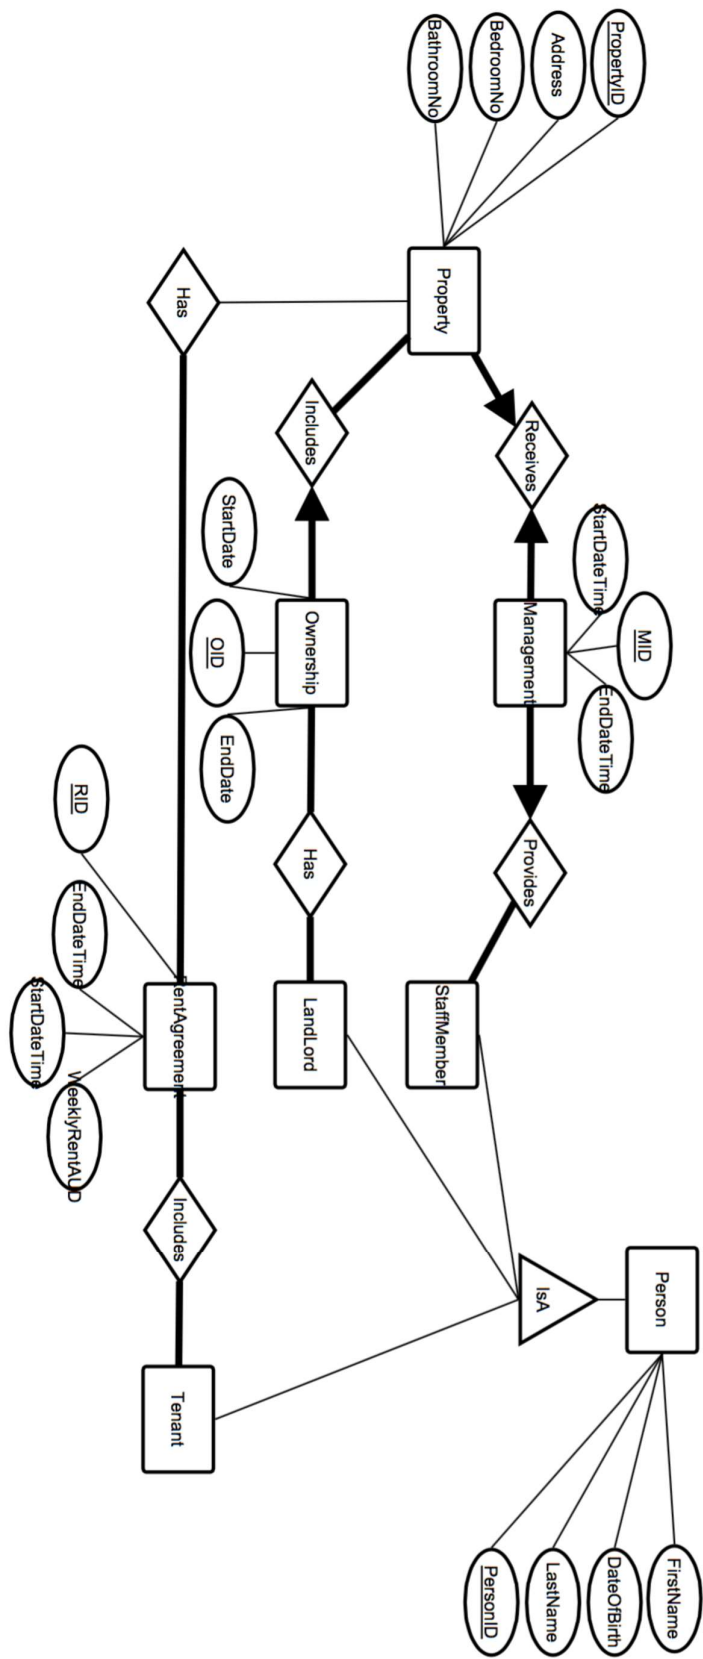 PropertyID
Address
BedroomNo
BathroomNo
Property
Has
Includes
Receives
StartDateTime
MID
EndDateTime
Management
StartDate
OID
EndDate
Ownership
Provides
Has
StaffMember
LandLord
RID
EndDateTime
StartDateTime
WeeklyRentAUD
RentAgreement
Includes
Tenant
IsA
Person
FirstName
DateOfBirth
LastName
PersonID